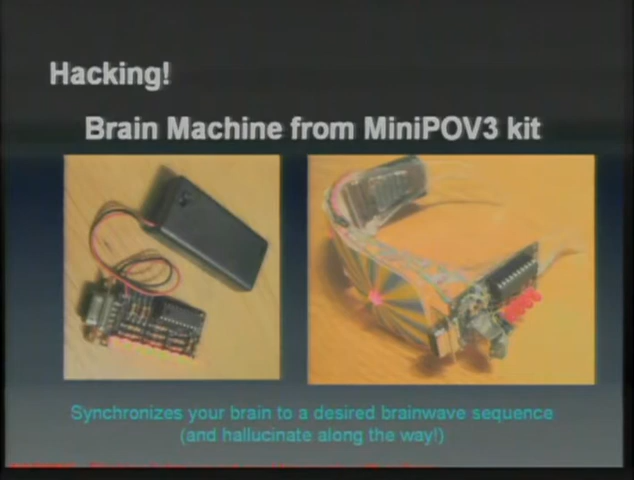 Hacking!
Brain Machine from MiniPOV3 kit
Synchronizes your brain to a desired brainwave sequence
(and hallucinate along the way!)